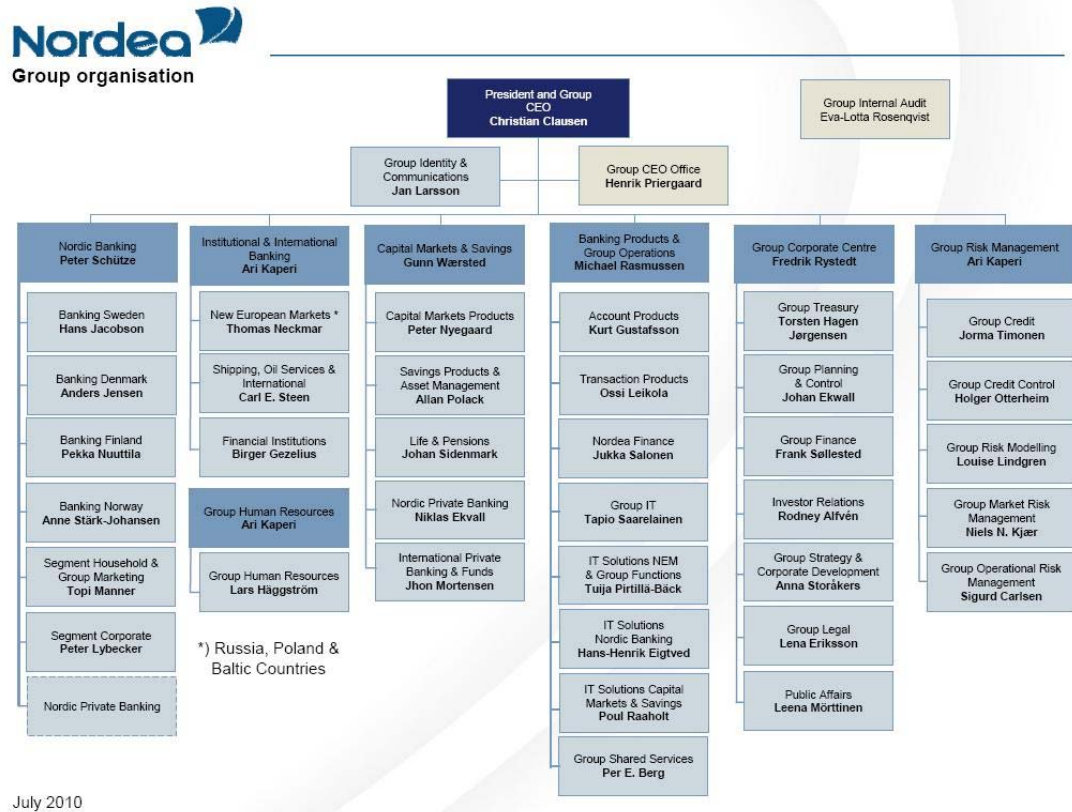 Nordea
Group organisation
President and Group
CEO
Christian Clausen
Group Internal Audit
Eva-Lotta Rosenqvist
Group Identity &
Communications
Jan Larsson
Group CEO Office
Henrik Priergaard
Nordic Banking
Peter Schütze
Banking Sweden
Hans Jacobson
Banking Denmark
Anders Jensen
Banking Finland
Pekka Nuuttila
Banking Norway
Anne Stärk-Johansen
Segment Household &
Group Marketing
Topi Manner
Segment Corporate
Peter Lybecker
Nordic Private Banking
Institutional & International
Banking
Ari Kaperi
New European Markets *
Thomas Neckmar
Shipping, Oil Services &
International
Carl E. Steen
Financial Institutions
Birger Gezelius
Group Human Resources
Ari Kaperi
Group Human Resources
Lars Häggström
*) Russia, Poland &
Baltic Countries
Capital Markets & Savings
Gunn Wærsted
Capital Markets Products
Peter Nyegaard
Savings Products &
Asset Management
Allan Polack
Life & Pensions
Johan Sidenmark
Nordic Private Banking
Niklas Ekvall
International Private
Banking & Funds
Jhon Mortensen
Banking Products &
Group Operations
Michael Rasmussen
Account Products
Kurt Gustafsson
Transaction Products
Ossi Leikola
Nordea Finance
Jukka Salonen
Group IT
Tapio Saarelainen
IT Solutions NEM
& Group Functions
Tuija Pirtillä-Bäck
IT Solutions
Nordic Banking
Hans-Henrik Eigtved
IT Solutions Capital
Markets & Savings
Poul Raaholt
Group Shared Services
Per E. Berg
Group Corporate Centre
Fredrik Rystedt
Group Treasury
Torsten Hagen
Jørgensen
Group Planning
& Control
Johan Ekwall
Group Finance
Frank Søllested
Investor Relations
Rodney Alfvén
Group Strategy &
Corporate Development
Anna Storåkers
Group Legal
Lena Eriksson
Public Affairs
Leena Mörttinen
Group Risk Management
Ari Kaperi
Group Credit
Jorma Timonen
Group Credit Control
Holger Otterheim
Group Risk Modelling
Louise Lindgren
Group Market Risk
Management
Niels N. Kjær
Group Operational Risk
Management
Sigurd Carlsen
July 2010